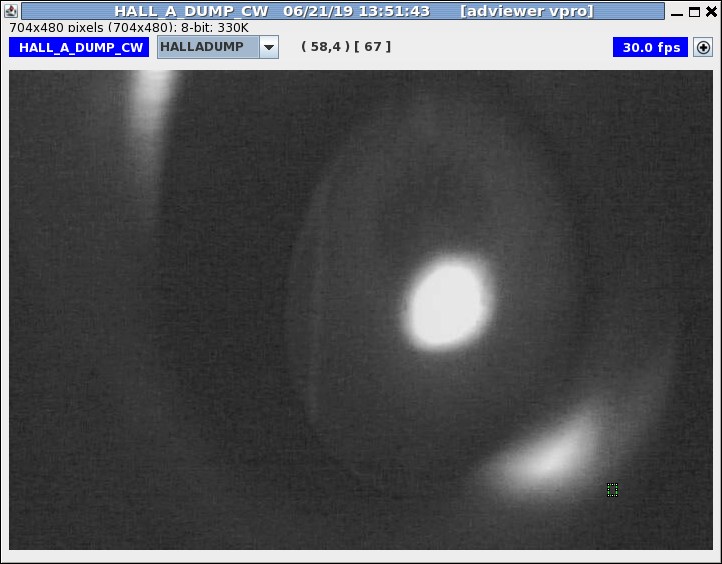 HALL_A_DUMP_CW 06/21/19 13:51:43 [adviewer vpro]
704x480 pixels (704x480); 8-bit; 330K
HALL_A_DUMP_CW HALLADUMP ( 58,4 ) [ 67 ] 30.0 fps